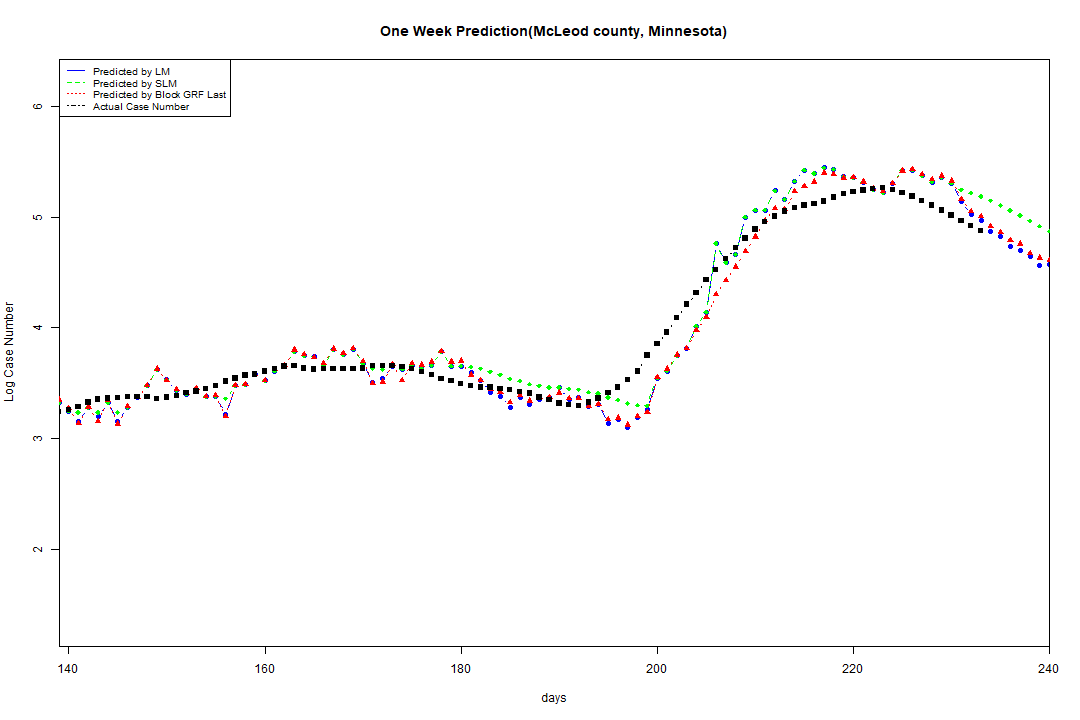 One Week Prediction(McLeod county, Minnesota)
Predicted by LM
Predicted by SLM
Predicted by Block GRF Last
Actual Case Number
6
5
4
3
2
Log Case Number
140 160 180 200 220 240
days